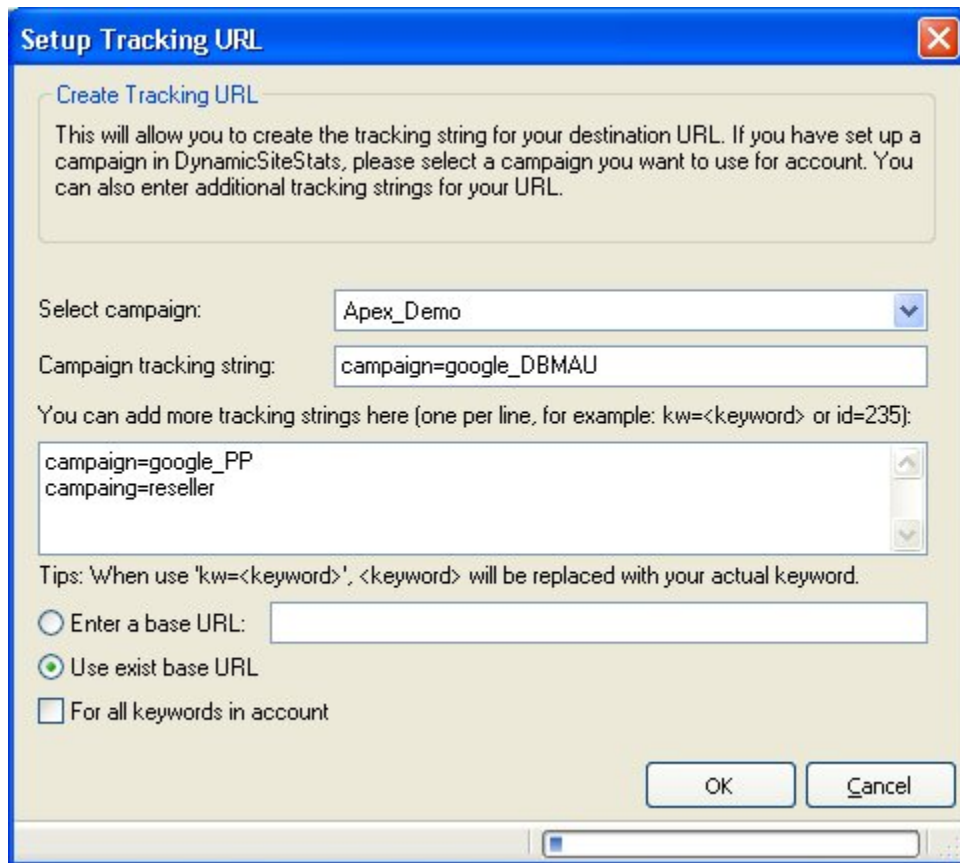 Setup Tracking URL
Create Tracking URL
This will allow you to create the tracking string for your destination URL. If you have set up a
campaign in DynamicSiteStats, please select a campaign you want to use for account. You
can also enter additional tracking strings for your URL.
Select campaign: Apex_Demo
Campaign tracking string: campaign=google_DBMAU
You can add more tracking strings here (one per line, for example: kw=<keyword> or id=235):
campaign=google_PP
campaing=reseller
Tips: When use 'kw=<keyword>', <keyword> will be replaced with your actual keyword.
Enter a base URL:
Use exist base URL
For all keywords in account
OK Cancel